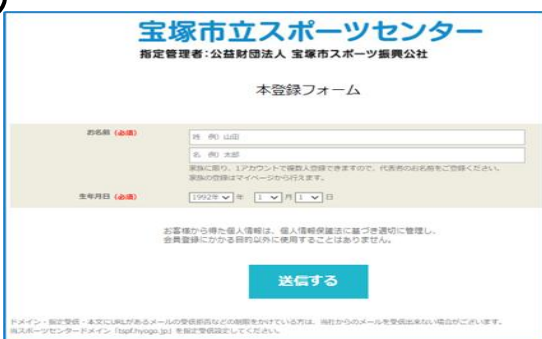 宝塚市立スポーツセンター
指定管理者:公益財団法人 宝塚市スポーツ振興公社
本登録フォーム
お名前 (必須)
姓 例) 山田
名 例) 太郎
家族に限り、1アカウントで複数人登録できますので、代表者のお名前をご登録ください。
家族の登録はマイページから行えます。
生年月日 (必須) 1992年 年 1 月 1 日
お客様から得た個人情報は、個人情報保護法に基づき適切に管理し、
会員登録にかかる目的以外に使用することはありません。
送信する
ドメイン・指定受信・本文にURLがあるメールの受信拒否などの制限をかけている方は、当社からのメールを受信出来ない場合がございます。
当スポーツセンタードメイン「tspf.hyogo.jp」を指定受信設定してください。